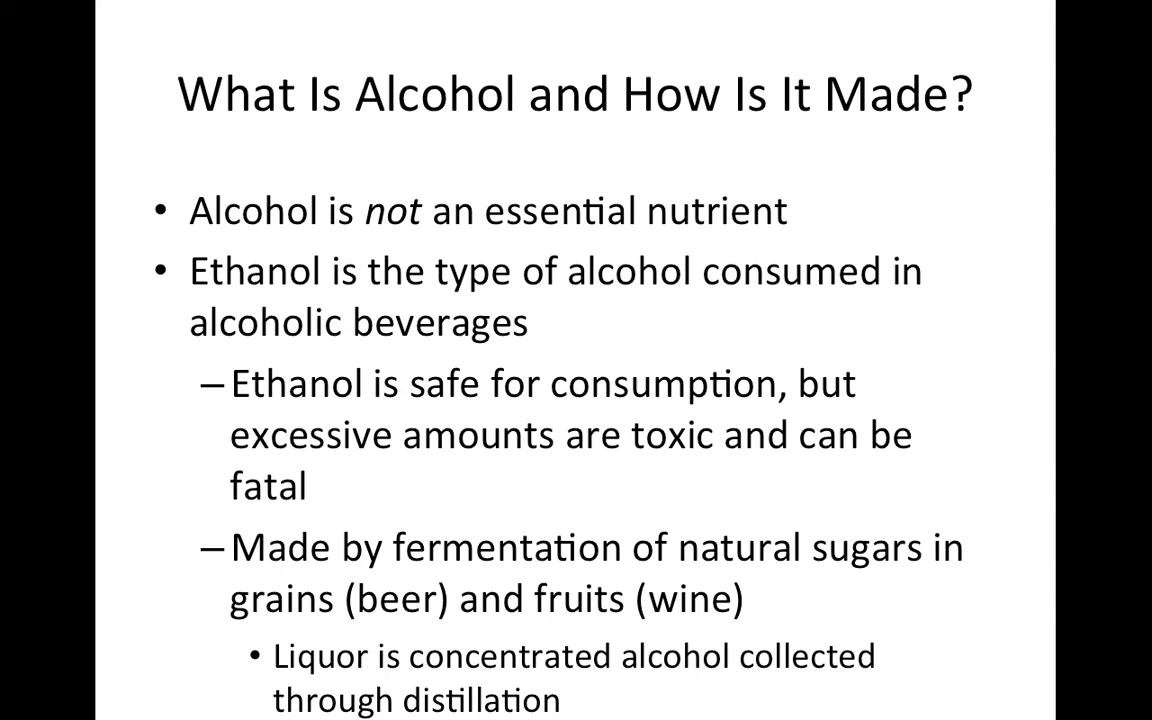 What Is Alcohol and How Is It Made?
• Alcohol is not an essential nutrient
• Ethanol is the type of alcohol consumed in
alcoholic beverages
– Ethanol is safe for consumption, but
excessive amounts are toxic and can be
fatal
– Made by fermentation of natural sugars in
grains (beer) and fruits (wine)
• Liquor is concentrated alcohol collected
through distillation